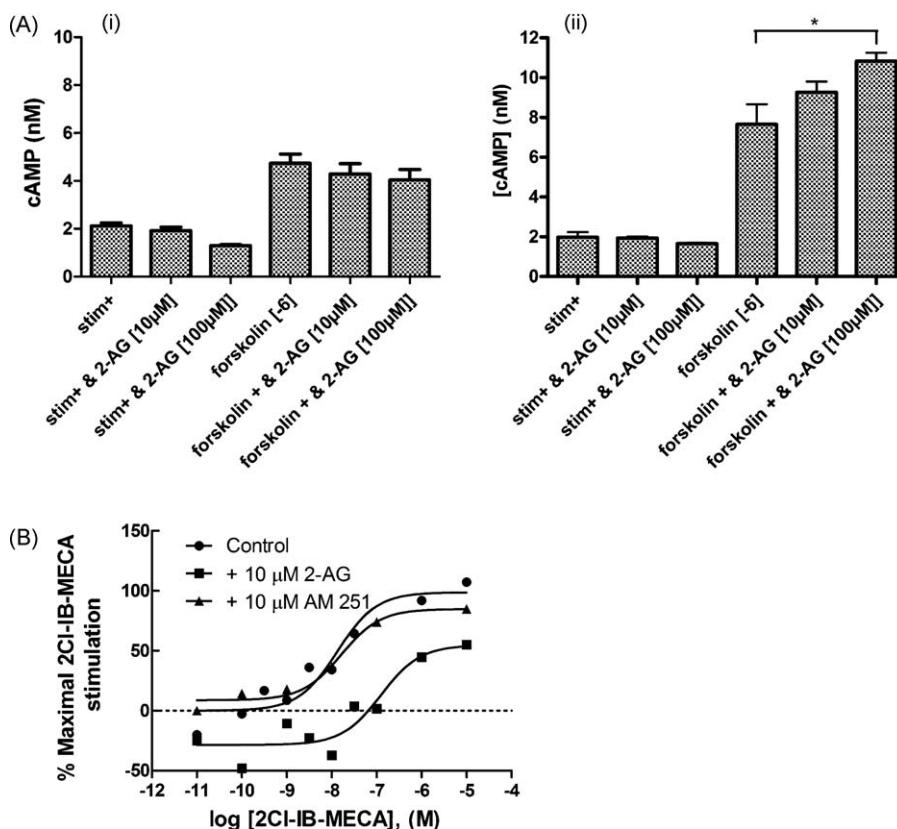 (A)
(i)
cAMP (nM)
10
8
6
4
2
0
stim+
stim+ & 2-AG [10µM]
stim+ & 2-AG [100µM]]
forskolin [-6]
forskolin + & 2-AG [10µM]
forskolin + & 2-AG [100µM]]
(ii)
[cAMP] (nM)
12
10
8
6
4
2
0
*
stim+
stim+ & 2-AG [10µM]
stim+ & 2-AG [100µM]]
forskolin [-6]
forskolin + & 2-AG [10µM]
forskolin + & 2-AG [100µM]]
(B)
% Maximal 2Cl-IB-MECA
stimulation
150
100
50
0
-50
Control
+ 10 µM 2-AG
+ 10 µM AM 251
-12 -11 -10 -9 -8 -7 -6 -5 -4
log [2Cl-IB-MECA], (M)